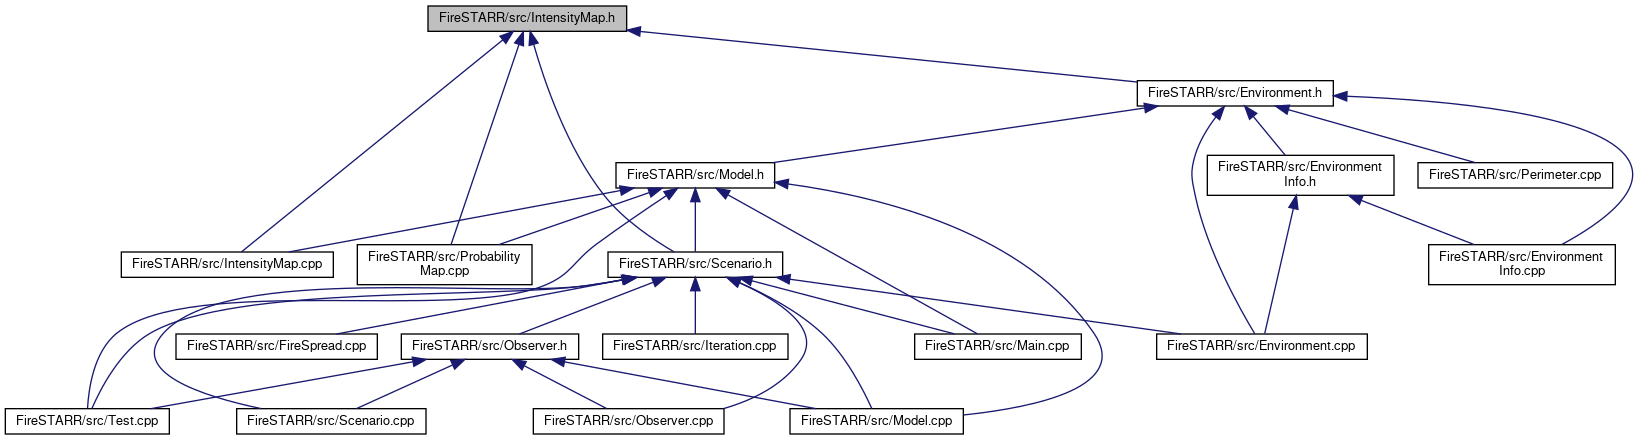 FireSTARR/src/IntensityMap.h
FireSTARR/src/Environment.h
FireSTARR/src/Model.h
FireSTARR/src/Environment
Info.h
FireSTARR/src/Perimeter.cpp
FireSTARR/src/IntensityMap.cpp
FireSTARR/src/Probability
Map.cpp
FireSTARR/src/Scenario.h
FireSTARR/src/Environment
Info.cpp
FireSTARR/src/FireSpread.cpp
FireSTARR/src/Observer.h
FireSTARR/src/Iteration.cpp
FireSTARR/src/Main.cpp
FireSTARR/src/Environment.cpp
FireSTARR/src/Test.cpp
FireSTARR/src/Scenario.cpp
FireSTARR/src/Observer.cpp
FireSTARR/src/Model.cpp